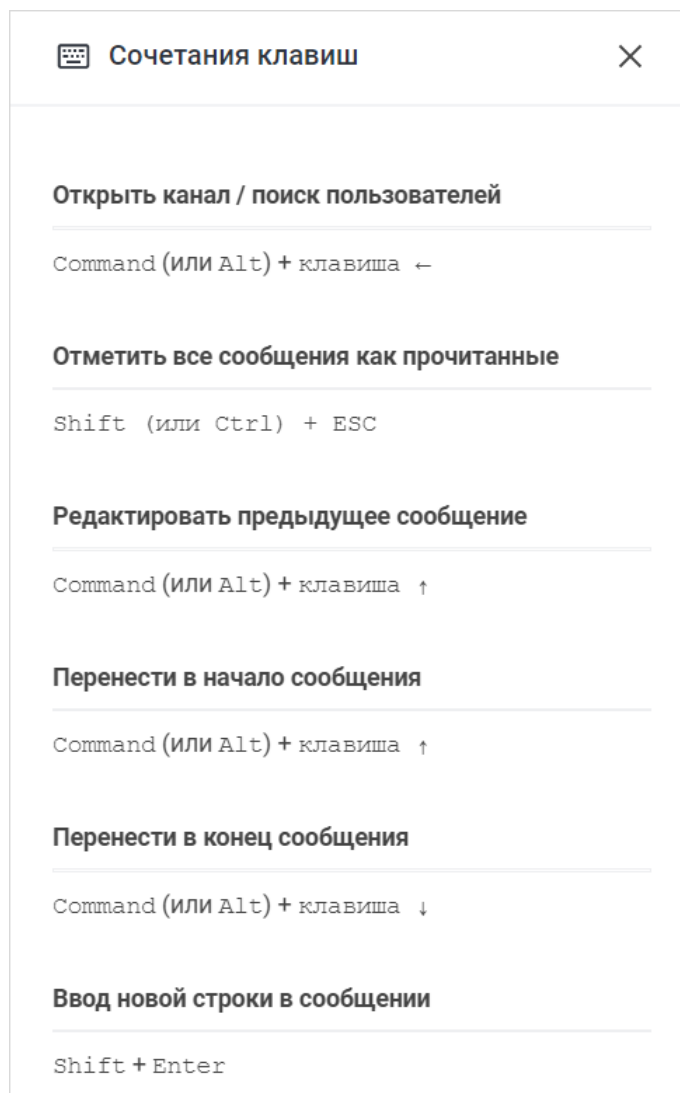 Сочетания клавиш
Открыть канал / поиск пользователей
Command (или Alt) + клавиша ←
Отметить все сообщения как прочитанные
Shift (или Ctrl) + ESC
Редактировать предыдущее сообщение
Command (или Alt) + клавиша ↑
Перенести в начало сообщения
Command (или Alt) + клавиша ↑
Перенести в конец сообщения
Command (или Alt) + клавиша ↓
Ввод новой строки в сообщении
Shift + Enter